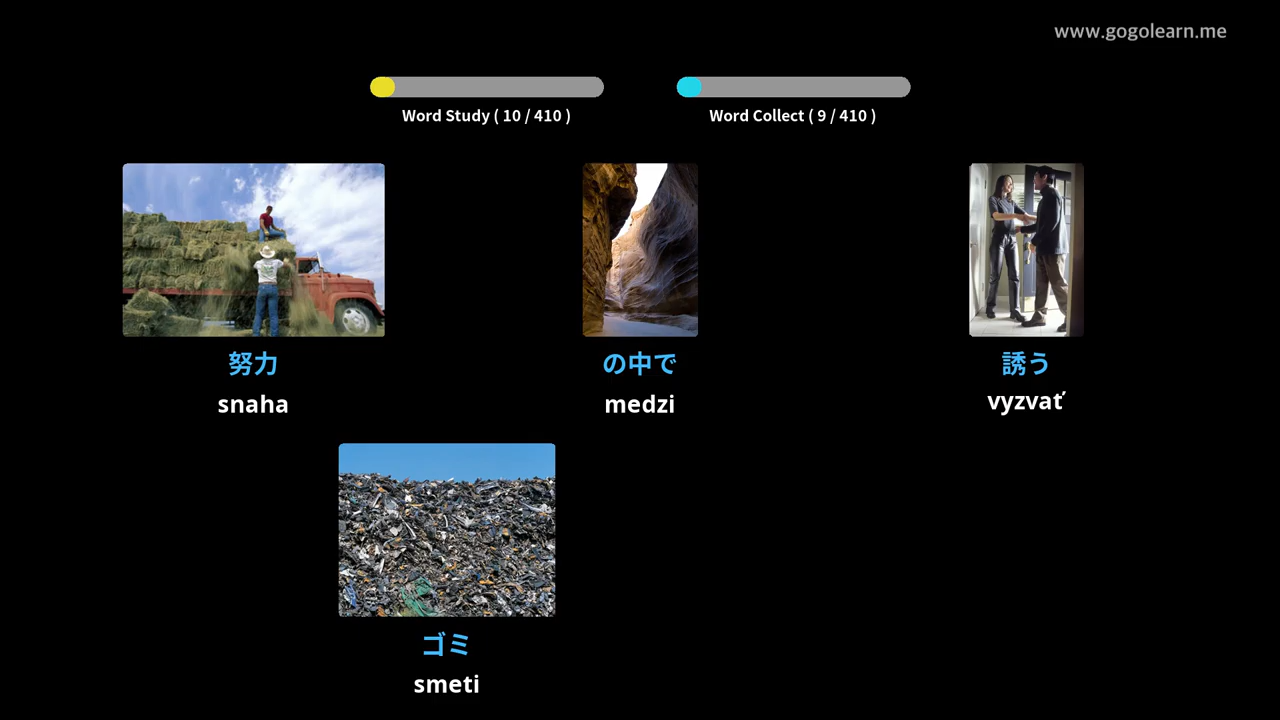 www.gogolearn.me
Word Study ( 10 / 410 )
Word Collect ( 9 / 410 )
努力
snaha
の中で
medzi
誘う
vyzvať
ゴミ
smeti